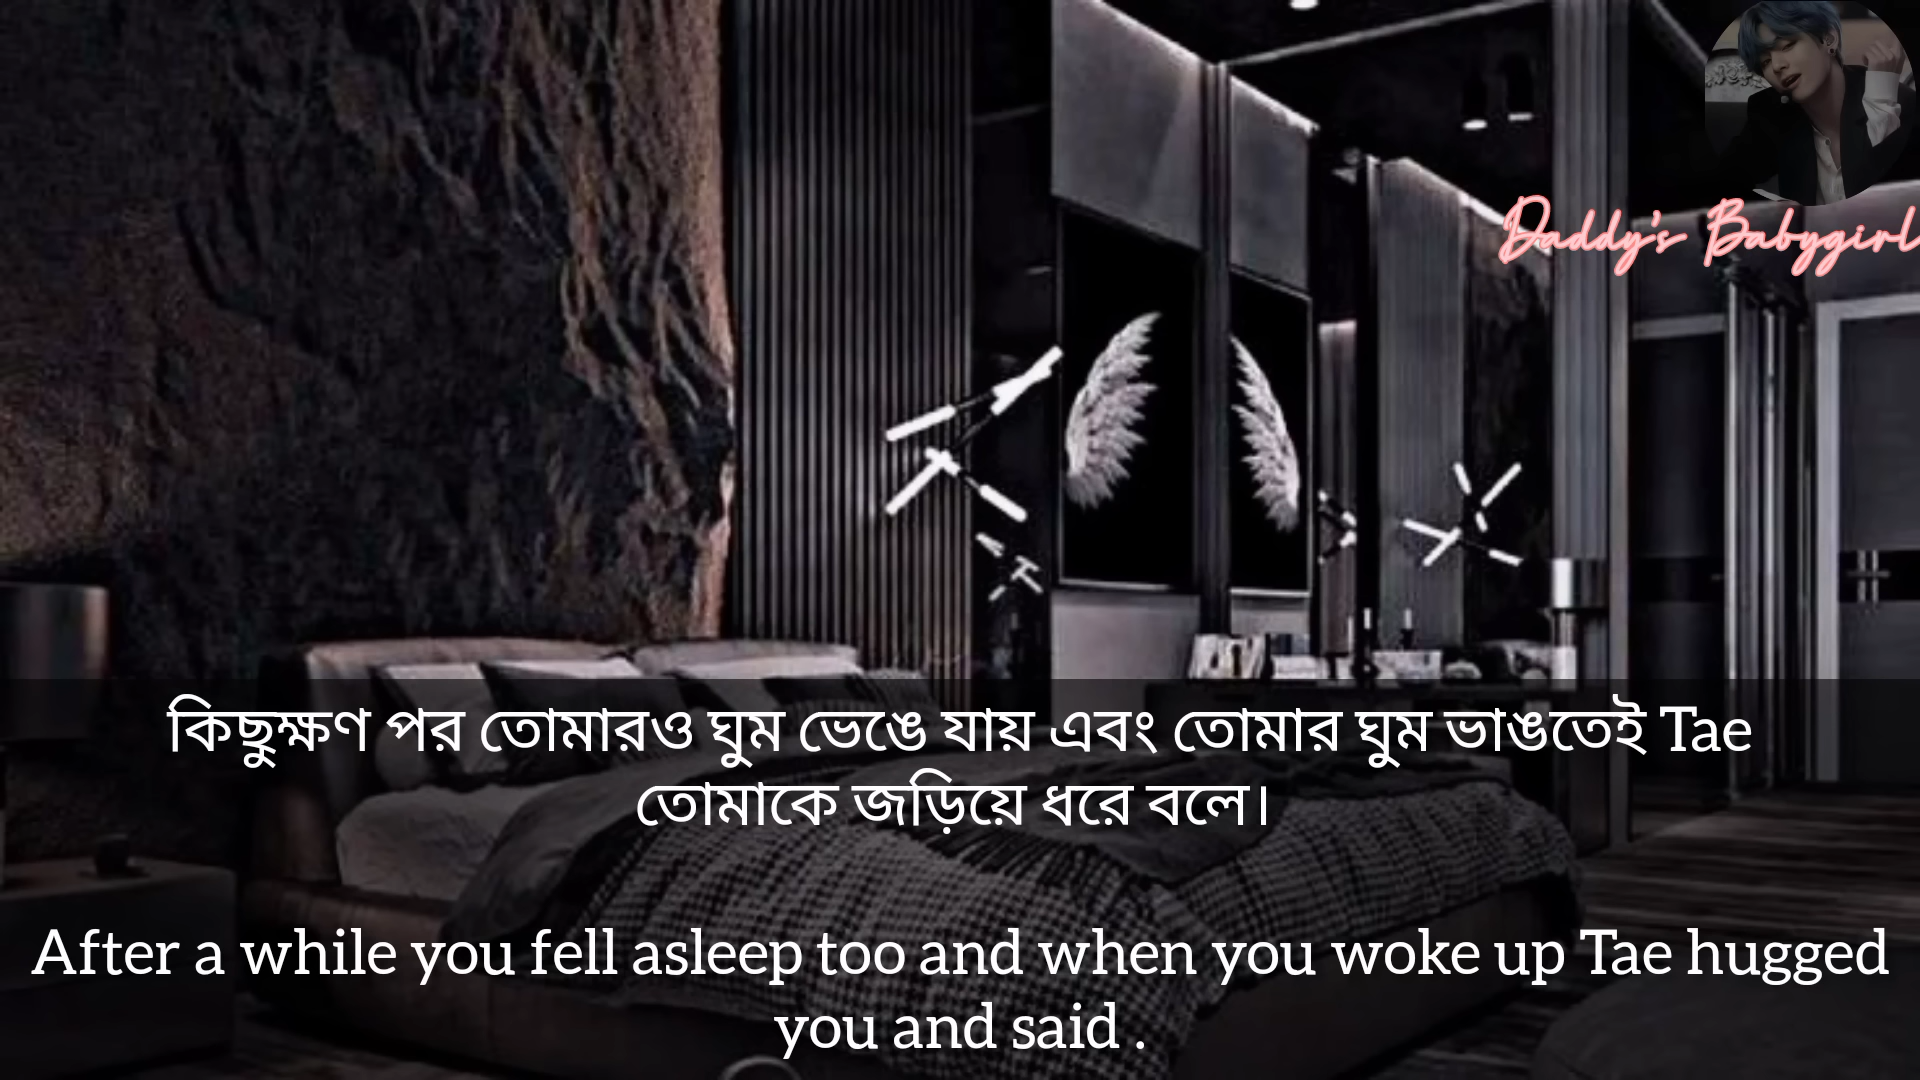 Daddy's Babygirl
কিছুক্ষণ পর তোমারও ঘুম ভেঙে যায় এবং তোমার ঘুম ভাঙতেই Tae
তোমাকে জড়িয়ে ধরে বলে।
After a while you fell asleep too and when you woke up Tae hugged
you and said .